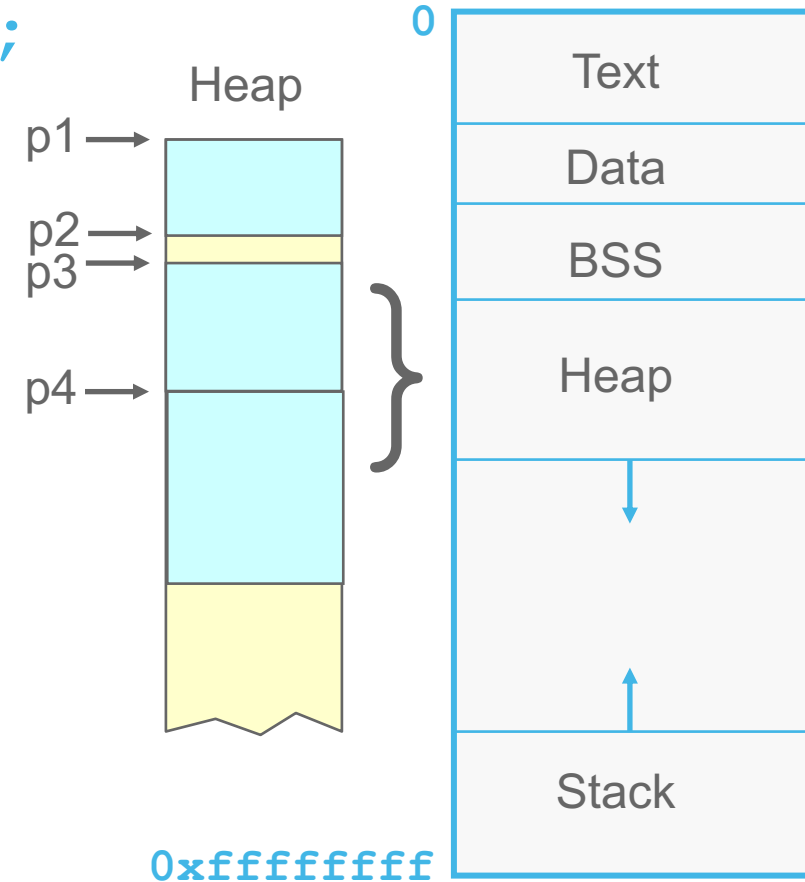 ;
Heap
p1
p2
p3
p4
0
Text
Data
BSS
Heap
Stack
0xffffffff